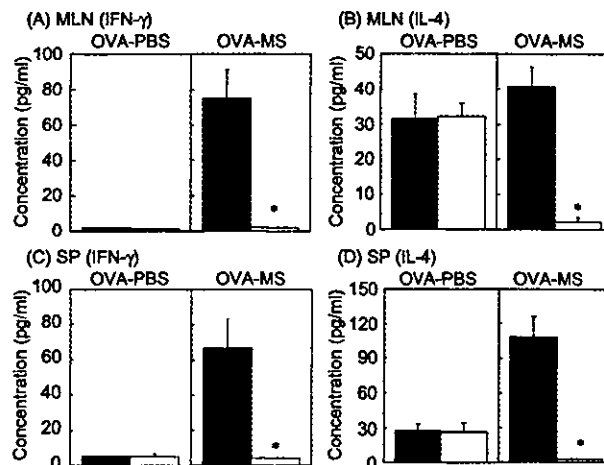 (A) MLN (IFN-γ)
OVA-PBS OVA-MS
Concentration (pg/ml)
100
80
60
40
20
0
*
(B) MLN (IL-4)
OVA-PBS OVA-MS
Concentration (pg/ml)
50
40
30
20
10
0
*
(C) SP (IFN-γ)
OVA-PBS OVA-MS
Concentration (pg/ml)
100
80
60
40
20
0
*
(D) SP (IL-4)
OVA-PBS OVA-MS
Concentration (pg/ml)
150
120
90
60
30
0
*